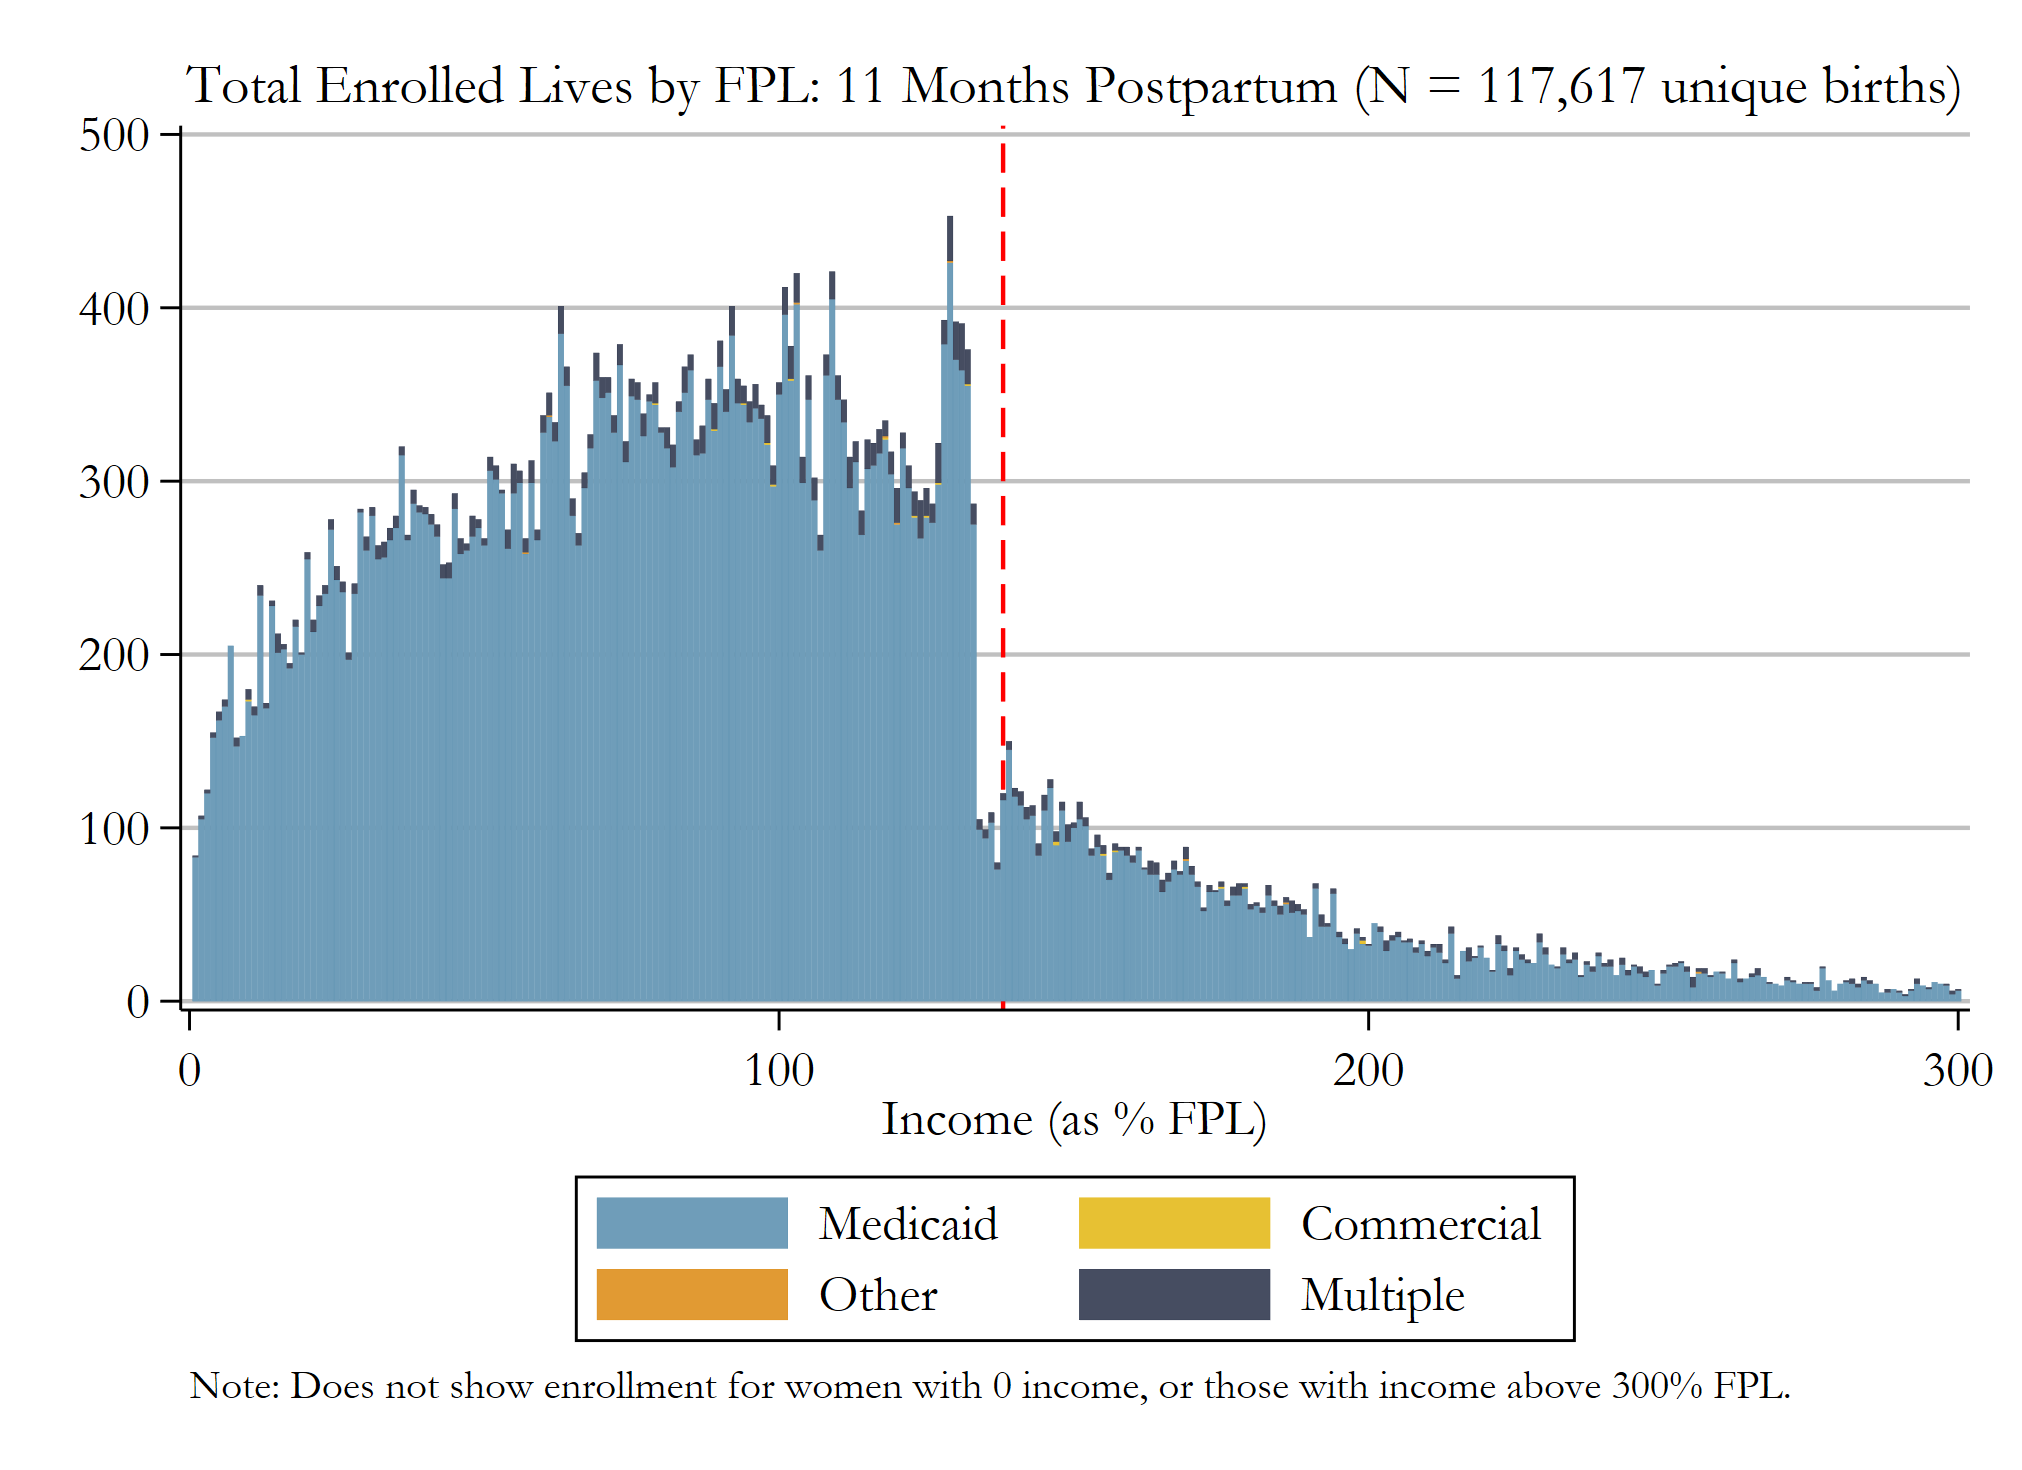 Total Enrolled Lives by FPL: 11 Months Postpartum (N = 117,617 unique births)
500
400
300
200
100
0
0 100 200 300
Income (as % FPL)
Medicaid Commercial
Other Multiple
Note: Does not show enrollment for women with 0 income, or those with income above 300% FPL.